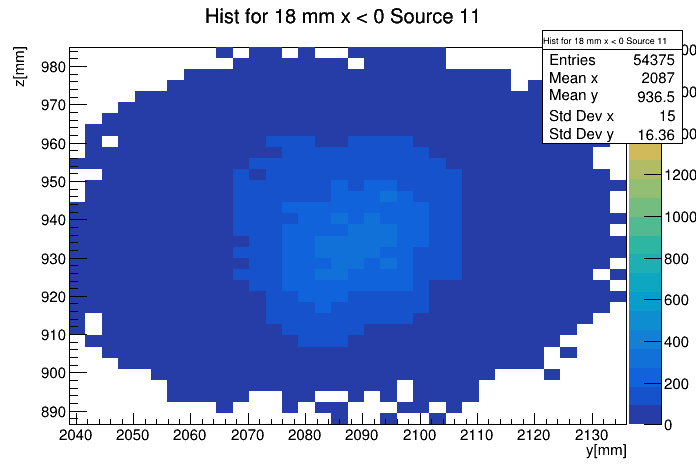 Hist for 18 mm x < 0 Source 11
Hist for 18 mm x < 0 Source 11
Entries 54375
Mean x 2087
Mean y 936.5
Std Dev x 15
Std Dev y 16.36
z[mm]
980
970
960
950
940
930
920
910
900
890
2040 2050 2060 2070 2080 2090 2100 2110 2120 2130
y[mm]
1200
1000
800
600
400
200
0